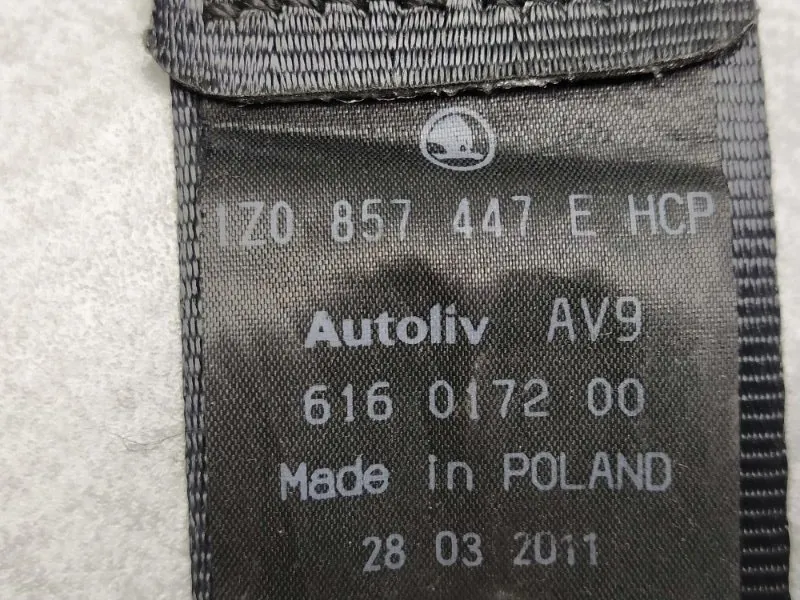 1Z0 857 447 E HCP
Autoliv AV9
616 0172 00
Made in POLAND
28 03 2011